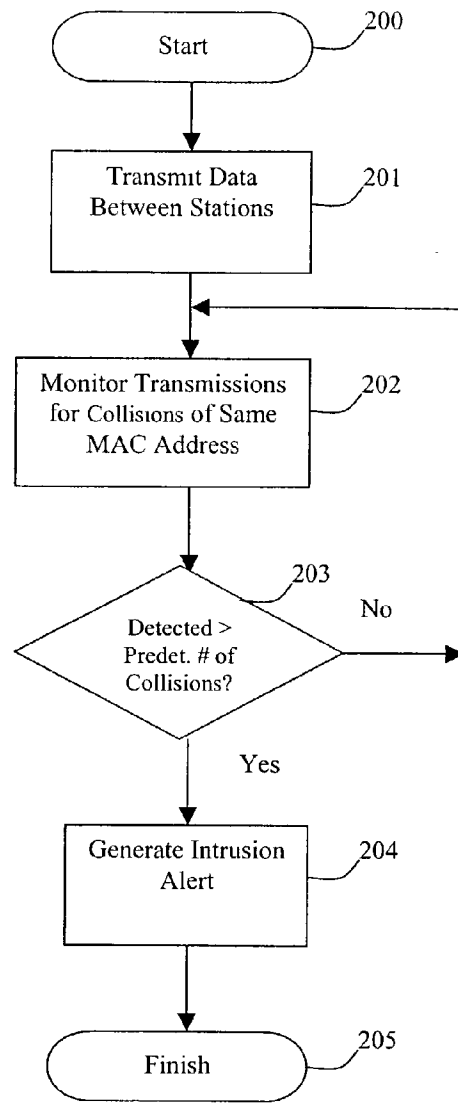 200
Start
Transmit Data
Between Stations
201
Monitor Transmissions
for Collisions of Same
MAC Address
202
203
Detected >
Predet. # of
Collisions?
No
Yes
Generate Intrusion
Alert
204
Finish
205